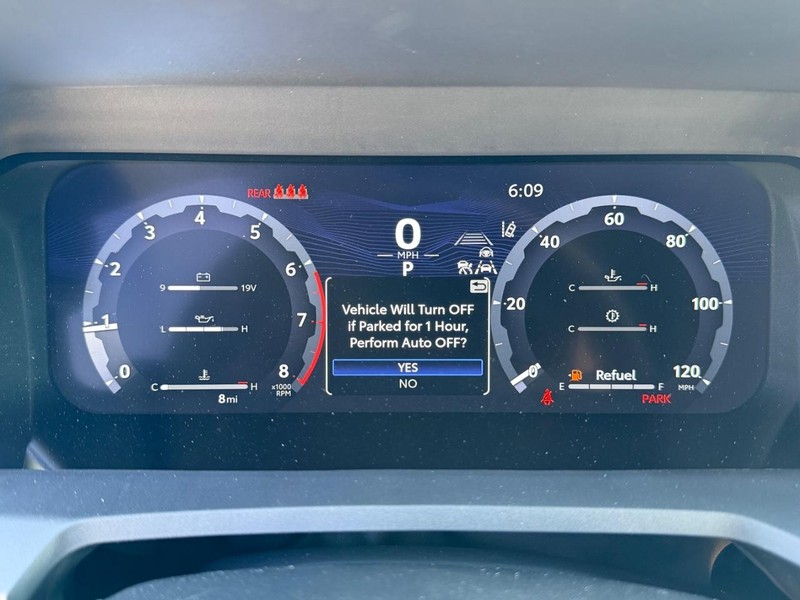 REAR
6:09
0
MPH
P
0 1 2 3 4 5 6 7 8
x1000
RPM
9 19V
L H
C H
8 mi
Vehicle Will Turn OFF
if Parked for 1 Hour,
Perform Auto OFF?
YES
NO
0 20 40 60 80 100 120
MPH
C H
C H
Refuel
E F
PARK